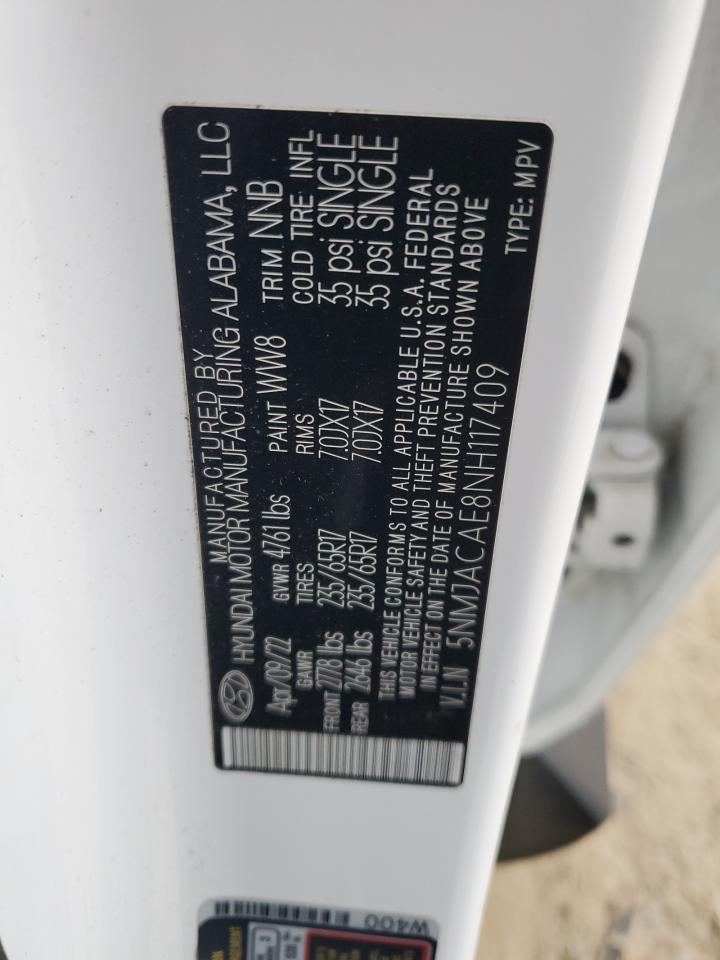 MANUFACTURED BY
HYUNDAI MOTOR MANUFACTURING ALABAMA, LLC
Apr/09/22 GVWR 4761 lbs PAINT WW8 TRIM NNB
GAWR TIRES RIMS COLD TIRE INFL
FRONT 2778 lbs 235/65R17 7.0JX17 35 psi SINGLE
REAR 2646 lbs 235/65R17 7.0JX17 35 psi SINGLE
THIS VEHICLE CONFORMS TO ALL APPLICABLE U.S.A. FEDERAL
MOTOR VEHICLE SAFETY AND THEFT PREVENTION STANDARDS
IN EFFECT ON THE DATE OF MANUFACTURE SHOWN ABOVE
V.I.N 5NMJACAE8NH117409
TYPE: MPV
W400